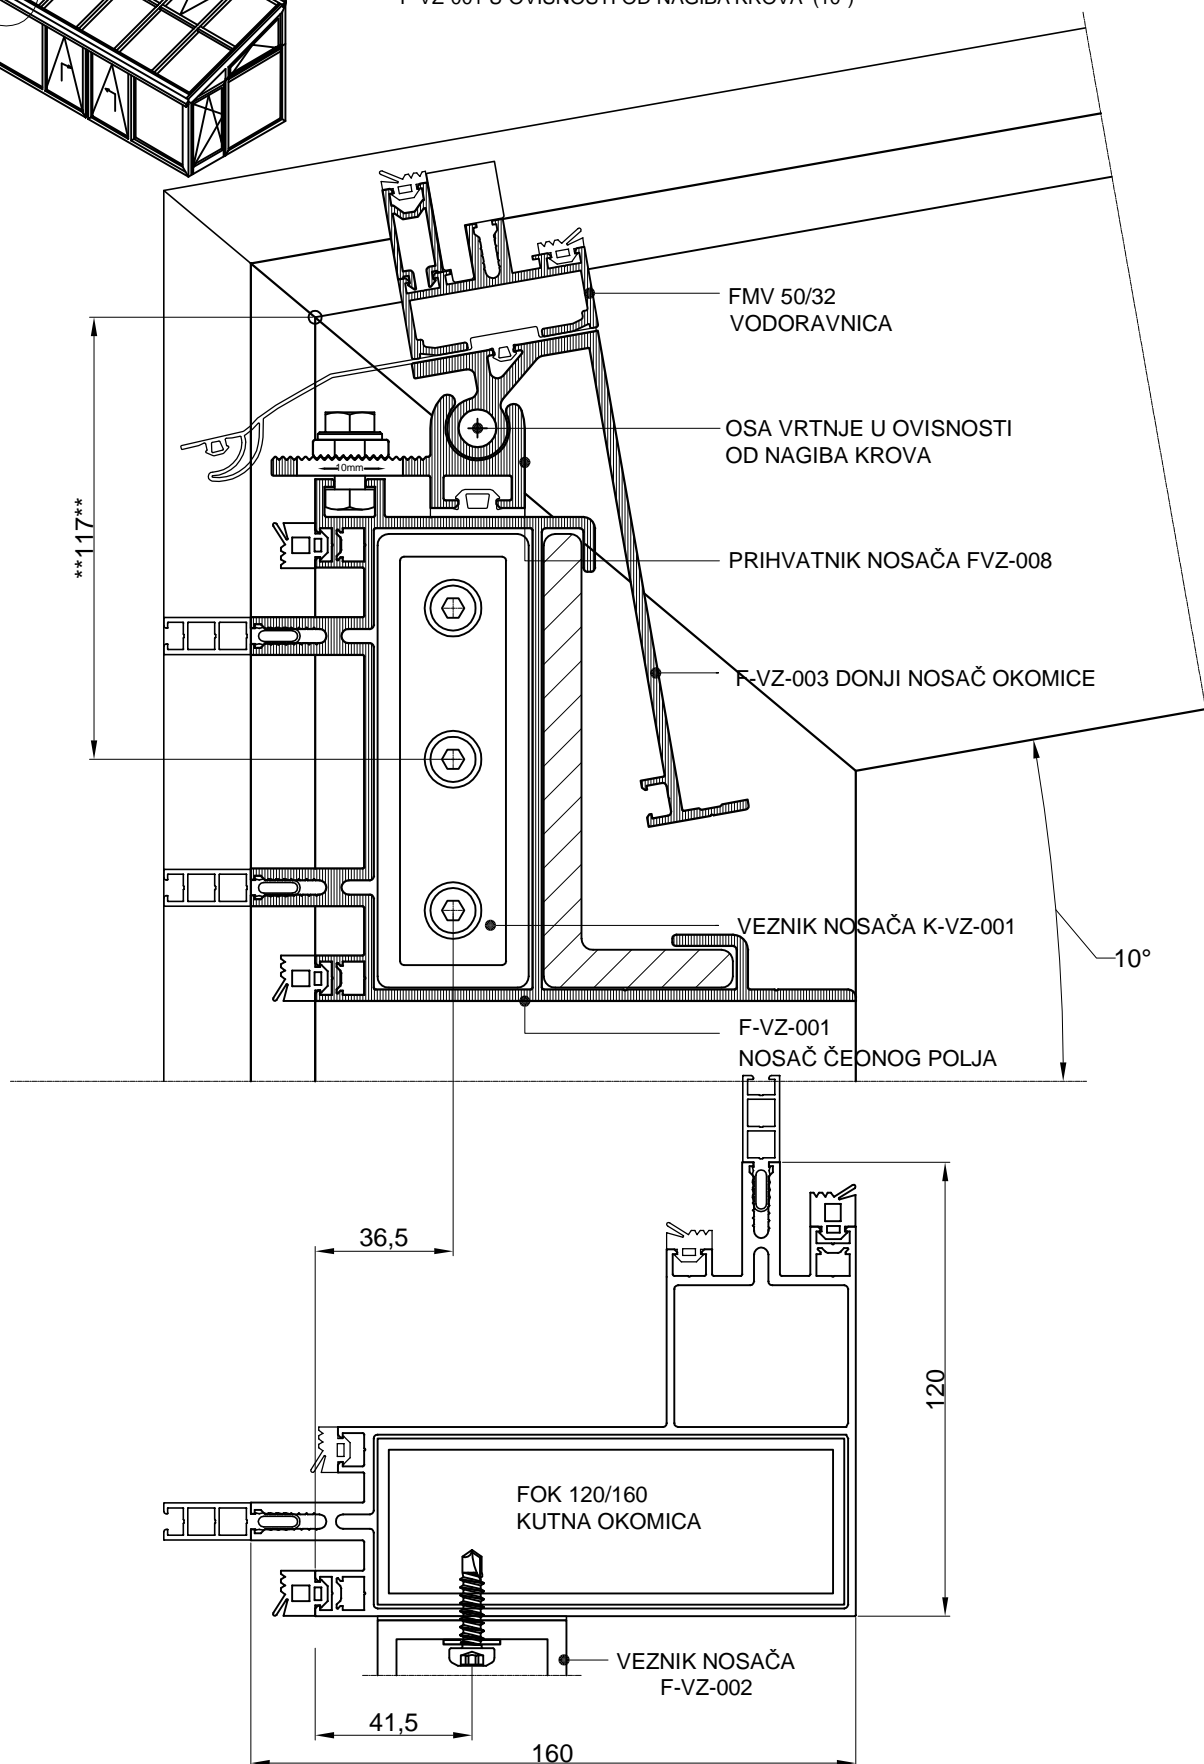 F-VZ-001 U OVISNOSTI OD NAGIBA KROVA (10°)
FMV 50/32
VODORAVNICA
OSA VRTNJE U OVISNOSTI
OD NAGIBA KROVA
10mm
**117**
PRIHVATNIK NOSAČA FVZ-008
F-VZ-003 DONJI NOSAČ OKOMICE
VEZNIK NOSAČA K-VZ-001
10°
F-VZ-001
NOSAČ ČEONOG POLJA
36,5
120
FOK 120/160
KUTNA OKOMICA
VEZNIK NOSAČA
F-VZ-002
41,5
160